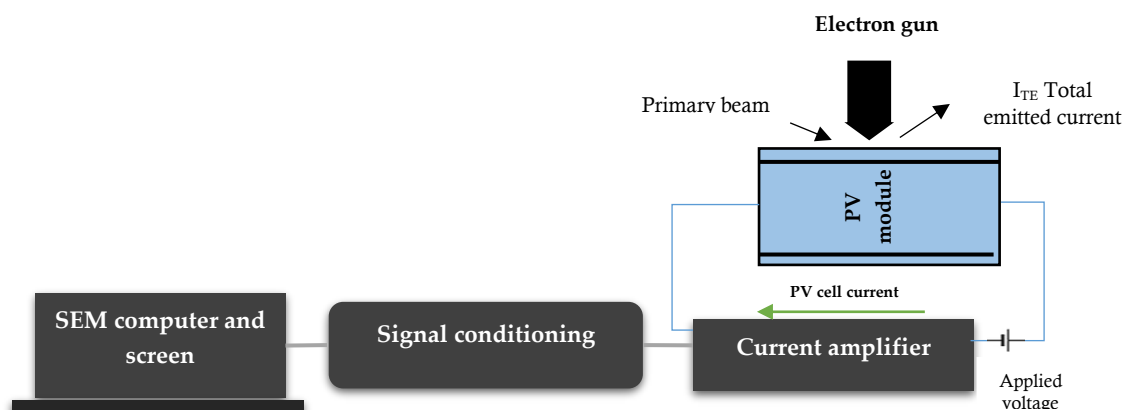 Electron gun
Primary beam
I_TE Total
emitted current
PV
module
PV cell current
SEM computer and
screen
Signal conditioning
Current amplifier
Applied
voltage